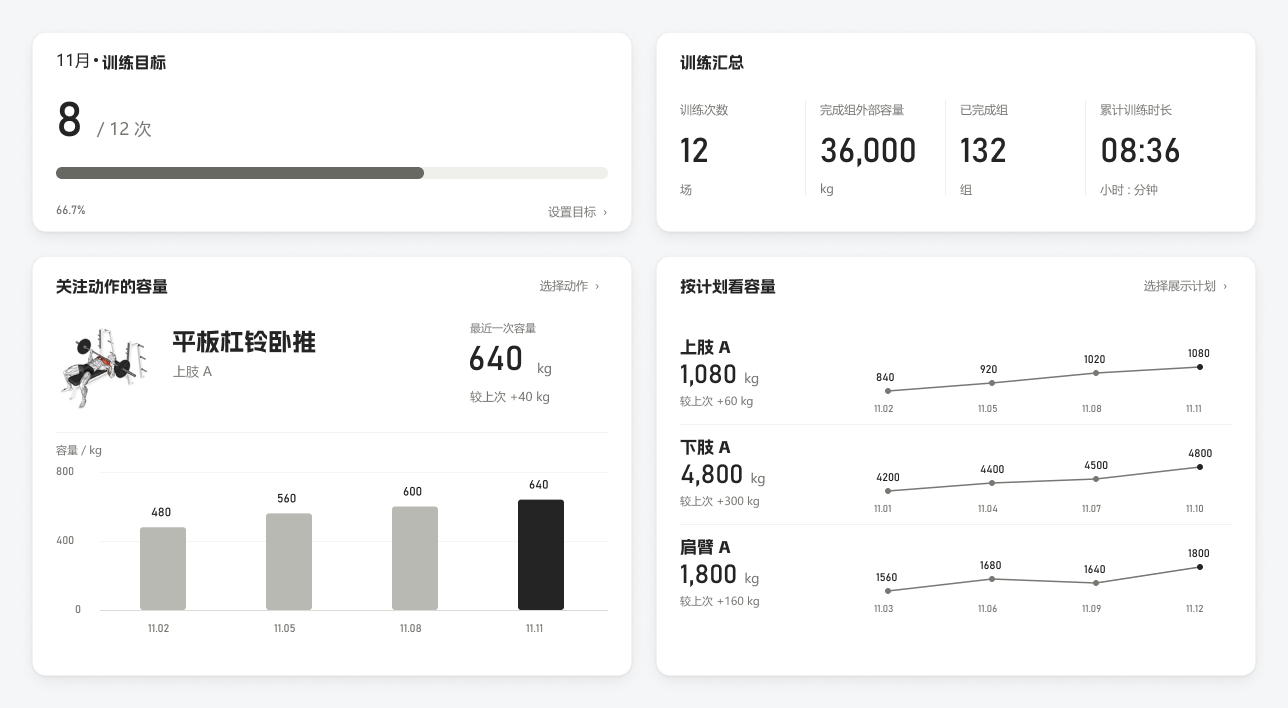 11月•训练目标
8 / 12 次
66.7%
设置目标 ›
训练汇总
训练次数
12
场
完成组外部容量
36,000
kg
已完成组
132
组
累计训练时长
08:36
小时 : 分钟
关注动作的容量
选择动作 ›
平板杠铃卧推
上肢 A
最近一次容量
640 kg
较上次 +40 kg
容量 / kg
800
400
0
480
560
600
640
11.02
11.05
11.08
11.11
按计划看容量
选择展示计划 ›
上肢 A
1,080 kg
较上次 +60 kg
840
920
1020
1080
11.02
11.05
11.08
11.11
下肢 A
4,800 kg
较上次 +300 kg
4200
4400
4500
4800
11.01
11.04
11.07
11.10
肩臂 A
1,800 kg
较上次 +160 kg
1560
1680
1640
1800
11.03
11.06
11.09
11.12